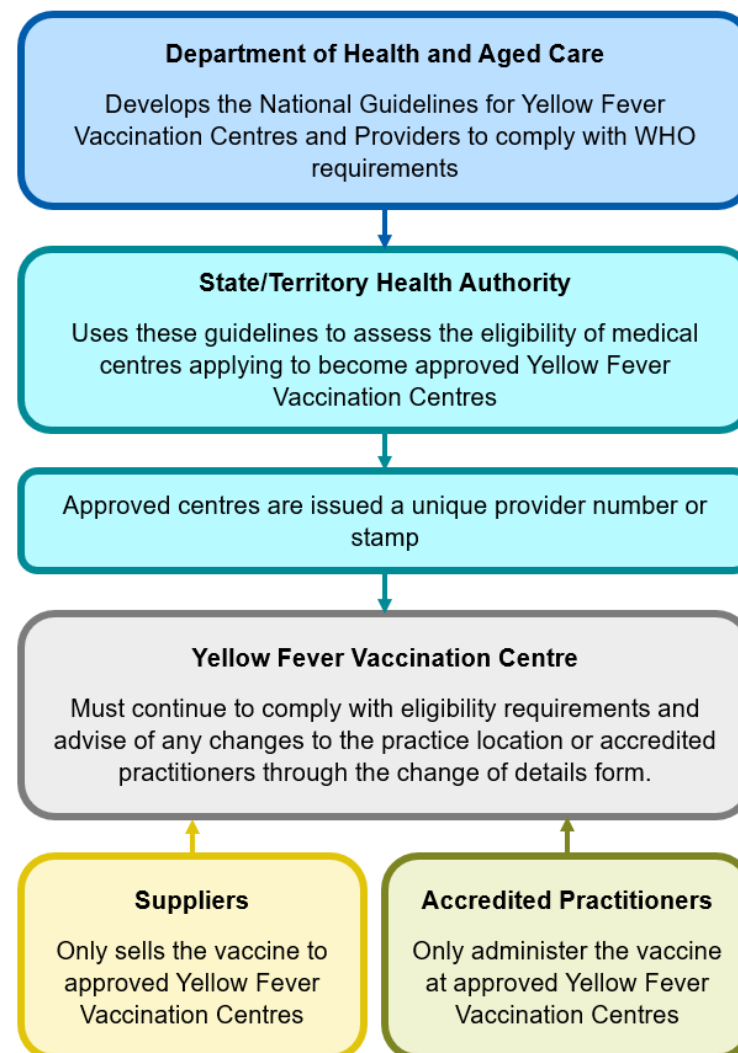 Department of Health and Aged Care
Develops the National Guidelines for Yellow Fever
Vaccination Centres and Providers to comply with WHO
requirements
State/Territory Health Authority
Uses these guidelines to assess the eligibility of medical
centres applying to become approved Yellow Fever
Vaccination Centres
Approved centres are issued a unique provider number or
stamp
Yellow Fever Vaccination Centre
Must continue to comply with eligibility requirements and
advise of any changes to the practice location or accredited
practitioners through the change of details form.
Suppliers
Only sells the vaccine to
approved Yellow Fever
Vaccination Centres
Accredited Practitioners
Only administer the vaccine
at approved Yellow Fever
Vaccination Centres